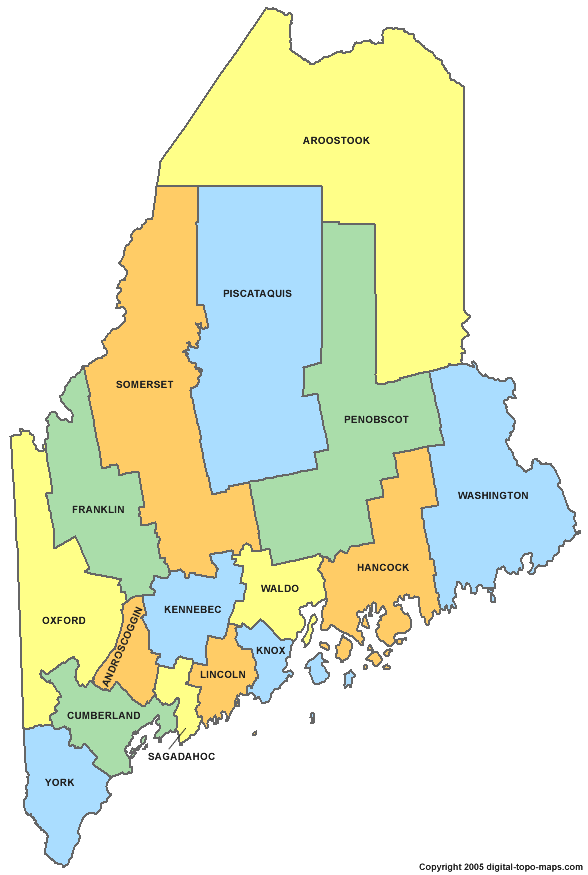 AROOSTOOK
PISCATAQUIS
SOMERSET
PENOBSCOT
WASHINGTON
FRANKLIN
HANCOCK
WALDO
KENNEBEC
OXFORD
ANDROSCOGGIN
KNOX
LINCOLN
CUMBERLAND
SAGADAHOC
YORK
Copyright 2005 digital-topo-maps.com